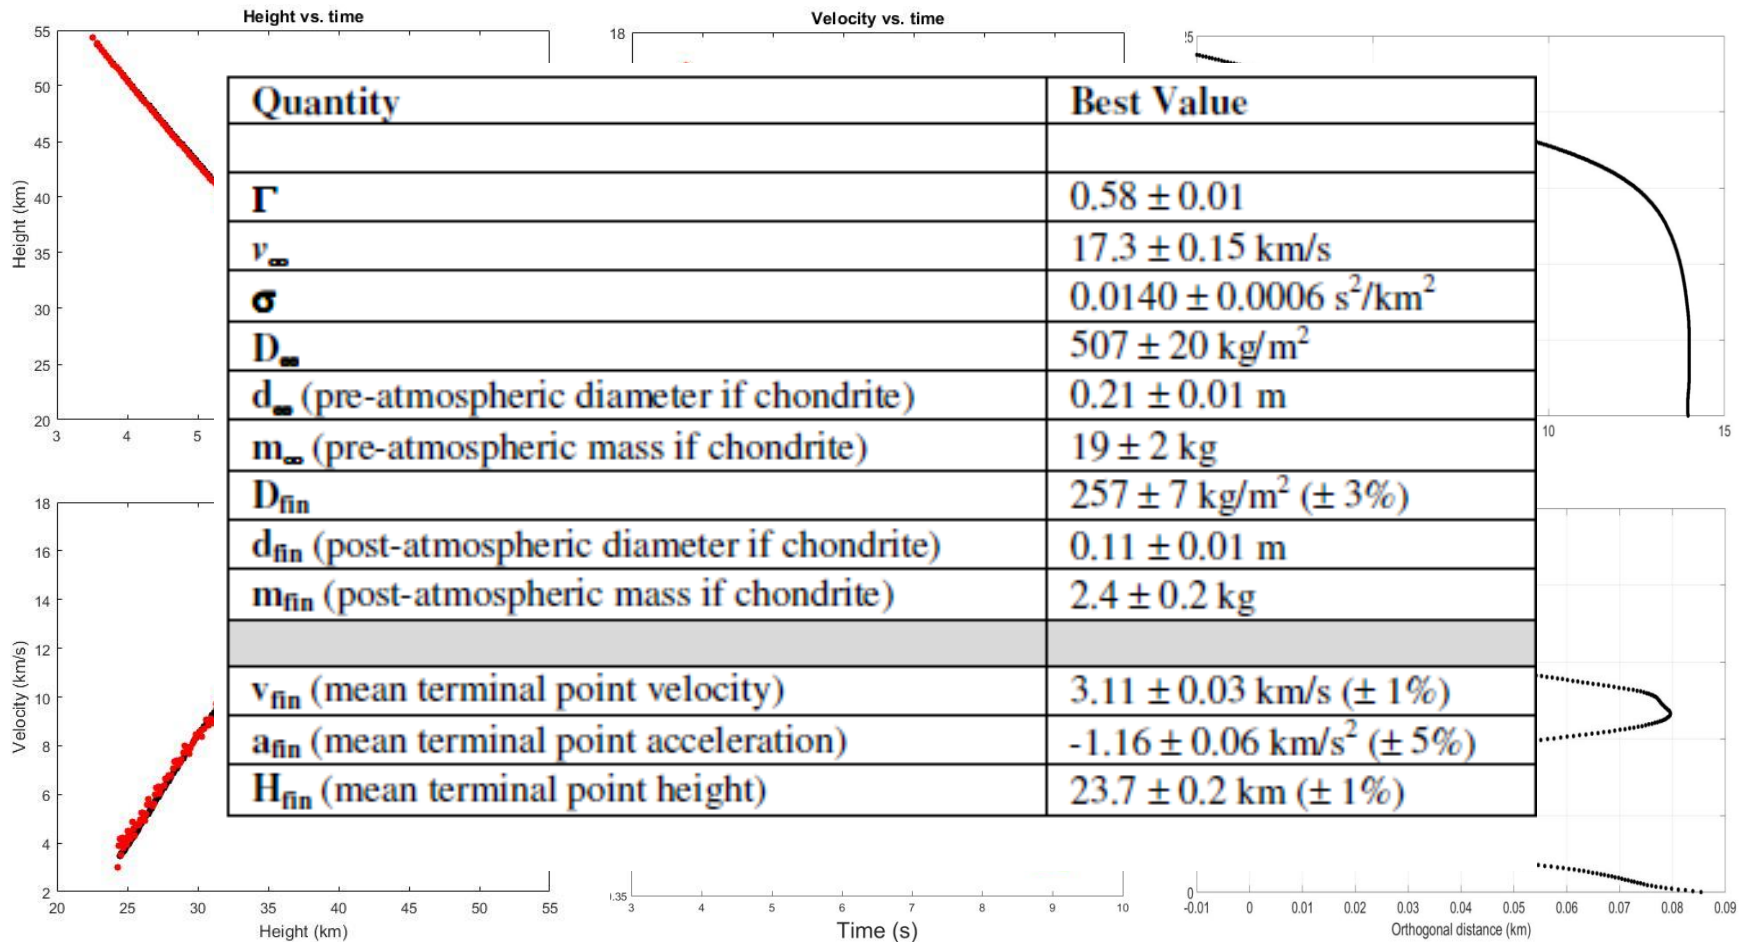 Height vs. time
55
50
45
40
35
30
25
20
Height (km)
3
4
5
Velocity vs. time
18
25
10
15
Quantity Best Value
Γ 0.58 ± 0.01
v∞ 17.3 ± 0.15 km/s
σ 0.0140 ± 0.0006 s²/km²
D∞ 507 ± 20 kg/m²
d∞ (pre-atmospheric diameter if chondrite) 0.21 ± 0.01 m
m∞ (pre-atmospheric mass if chondrite) 19 ± 2 kg
Dfin 257 ± 7 kg/m² (± 3%)
dfin (post-atmospheric diameter if chondrite) 0.11 ± 0.01 m
mfin (post-atmospheric mass if chondrite) 2.4 ± 0.2 kg
vfin (mean terminal point velocity) 3.11 ± 0.03 km/s (± 1%)
afin (mean terminal point acceleration) -1.16 ± 0.06 km/s² (± 5%)
Hfin (mean terminal point height) 23.7 ± 0.2 km (± 1%)
18
16
14
12
10
8
6
4
2
Velocity (km/s)
20 25 30 35 40 45 50 55
Height (km)
3 4 5 6 7 8 9 10
Time (s)
0
-0.01 0 0.01 0.02 0.03 0.04 0.05 0.06 0.07 0.08 0.09
Orthogonal distance (km)